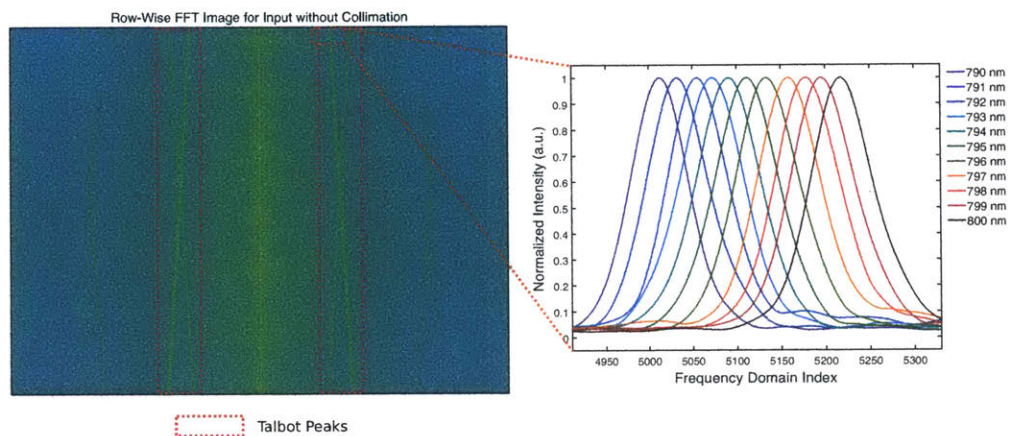 Row-Wise FFT Image for Input without Collimation
Talbot Peaks
Normalized Intensity (a.u.)
1
0.9
0.8
0.7
0.6
0.5
0.4
0.3
0.2
0.1
0
4950 5000 5050 5100 5150 5200 5250 5300
Frequency Domain Index
790 nm
791 nm
792 nm
793 nm
794 nm
795 nm
796 nm
797 nm
798 nm
799 nm
800 nm